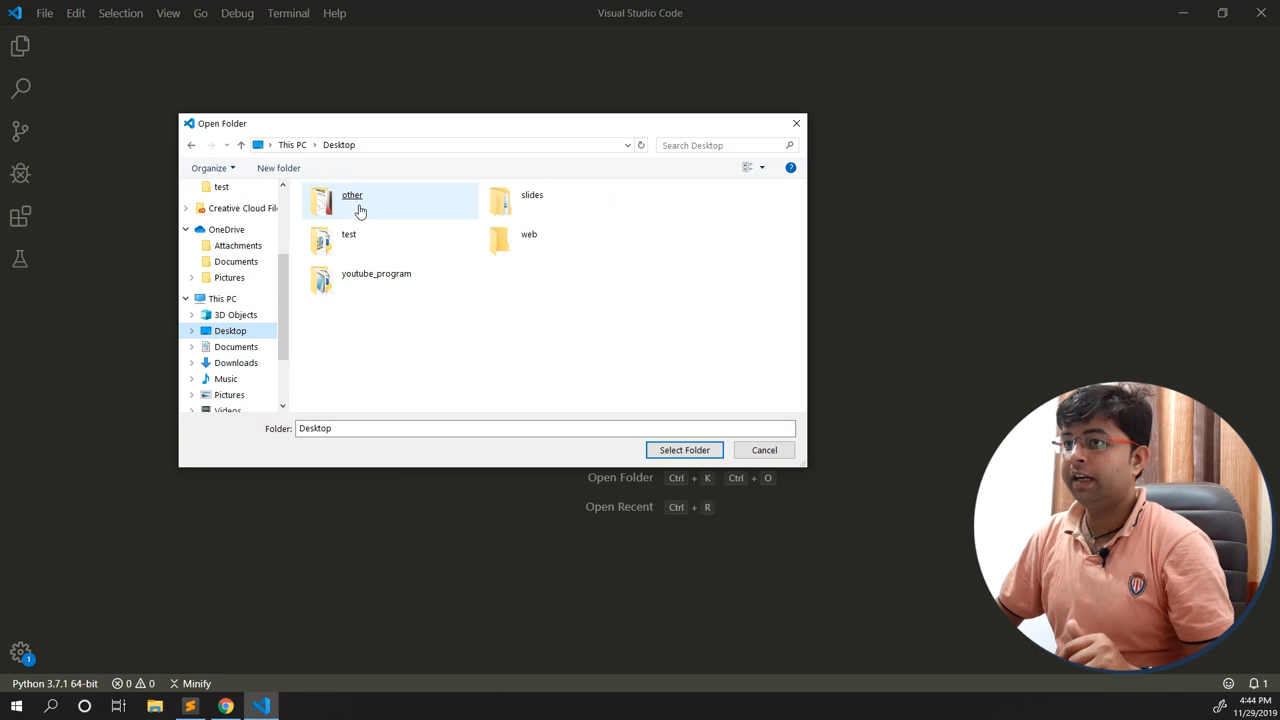 File Edit Selection View Go Debug Terminal Help
Visual Studio Code
Open Folder
This PC > Desktop
Search Desktop
Organize
New folder
test
Creative Cloud Fil
OneDrive
Attachments
Documents
Pictures
This PC
3D Objects
Desktop
Documents
Downloads
Music
Pictures
Videos
other
slides
test
web
youtube_program
Folder: Desktop
Select Folder
Cancel
Open Folder Ctrl + K Ctrl + O
Open Recent Ctrl + R
1
Python 3.7.1 64-bit 0 0 Minify
1
4:44 PM
11/29/2019